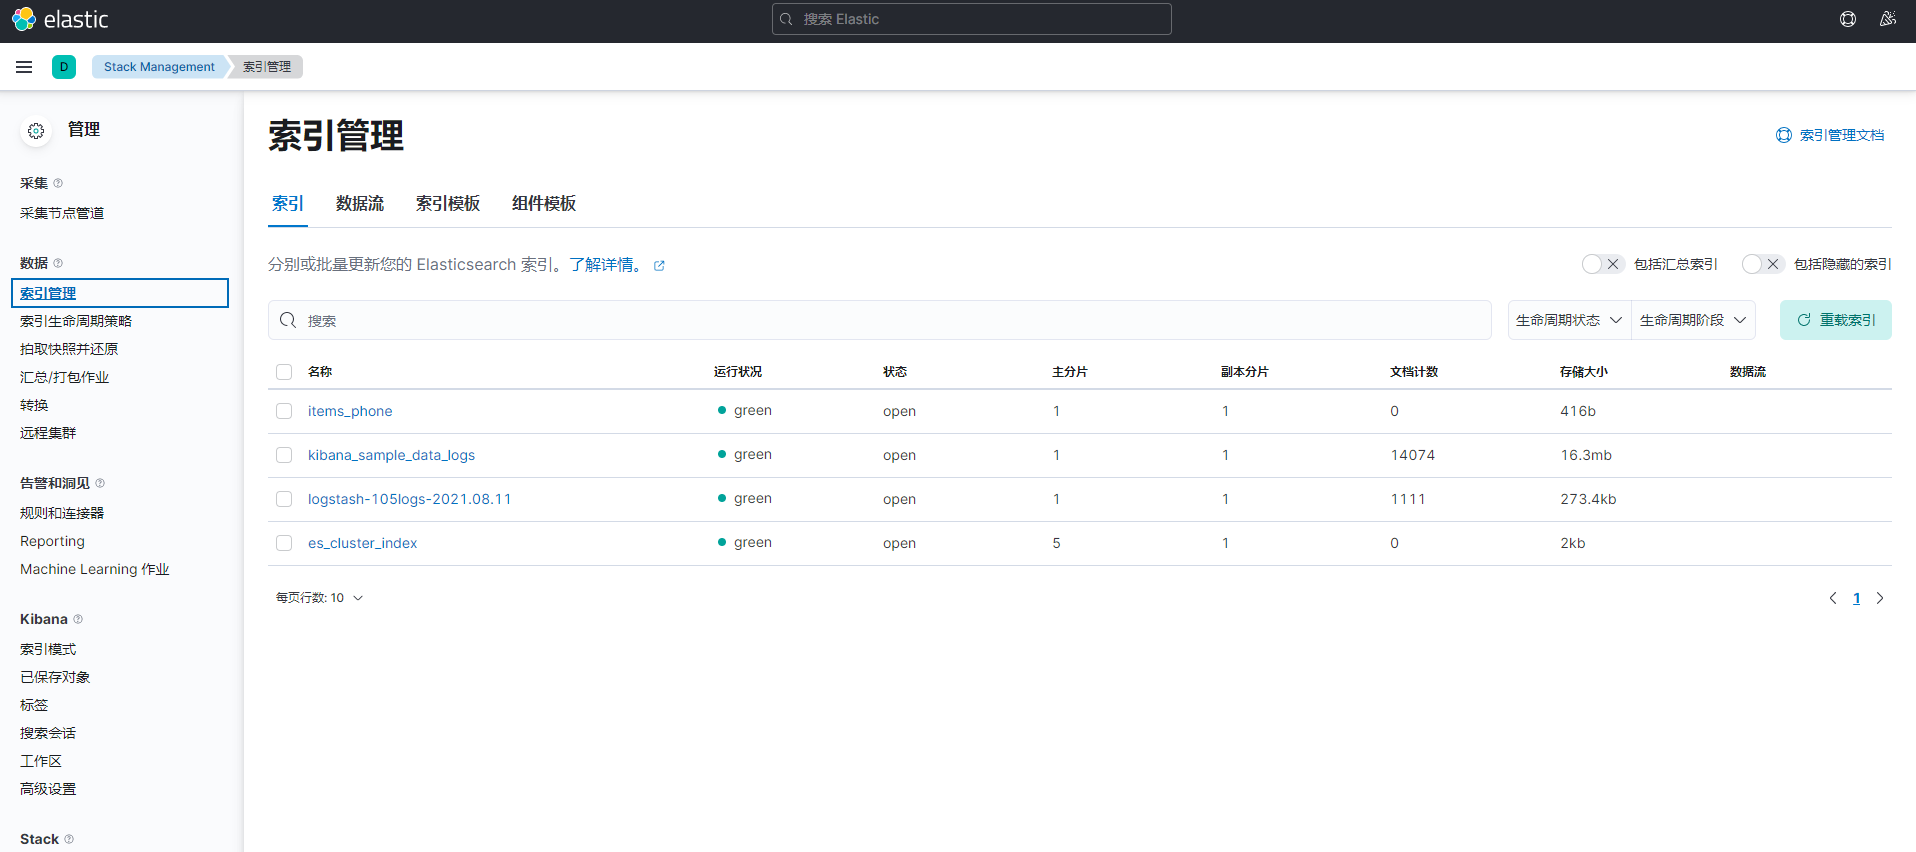 elastic
搜索 Elastic
D
Stack Management
索引管理
管理
采集
采集节点管道
数据
索引管理
索引生命周期策略
拍取快照并还原
汇总/打包作业
转换
远程集群
告警和洞见
规则和连接器
Reporting
Machine Learning 作业
Kibana
索引模式
已保存对象
标签
搜索会话
工作区
高级设置
Stack
索引管理
索引管理文档
索引 数据流 索引模板 组件模板
分别或批量更新您的 Elasticsearch 索引。了解详情。
包括汇总索引 包括隐藏的索引
搜索 生命周期状态 生命周期阶段 重载索引
名称 运行状况 状态 主分片 副本分片 文档计数 存储大小 数据流
items_phone green open 1 1 0 416b
kibana_sample_data_logs green open 1 1 14074 16.3mb
logstash-105logs-2021.08.11 green open 1 1 1111 273.4kb
es_cluster_index green open 5 1 0 2kb
每页行数: 10
1